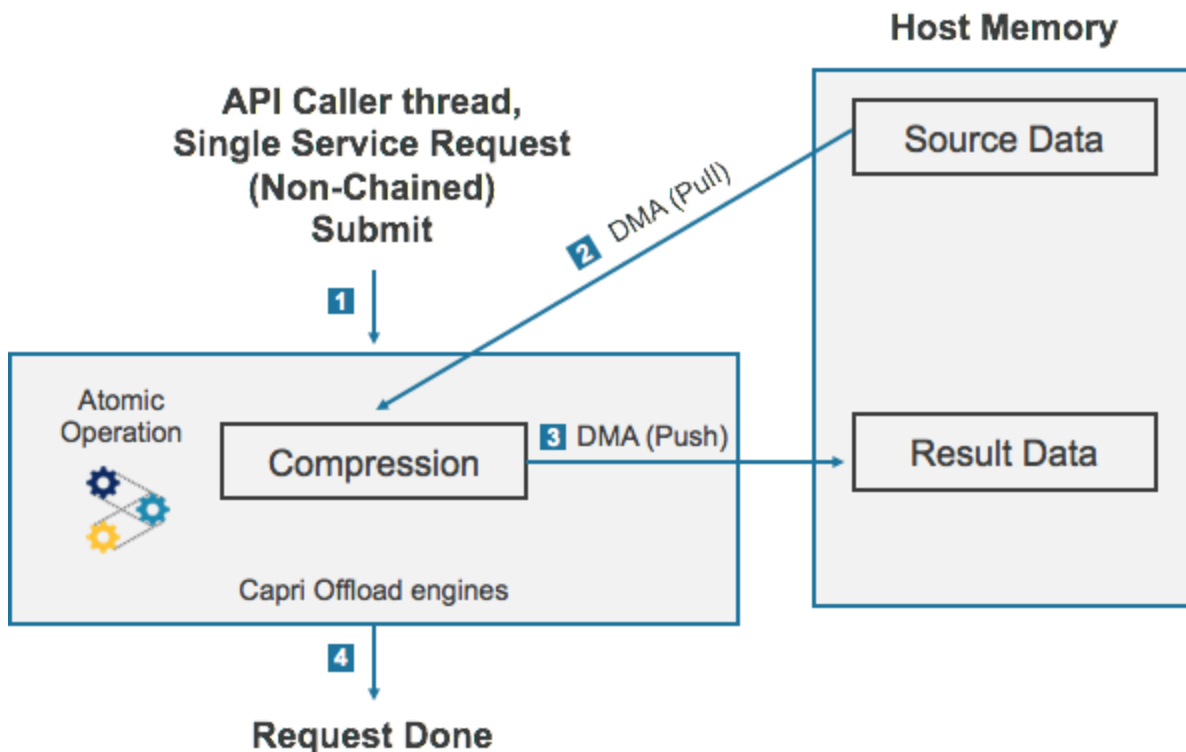 Host Memory
API Caller thread,
Single Service Request
(Non-Chained)
Submit
Source Data
2 DMA (Pull)
1
Atomic
Operation
Compression
3 DMA (Push)
Result Data
Capri Offload engines
4
Request Done